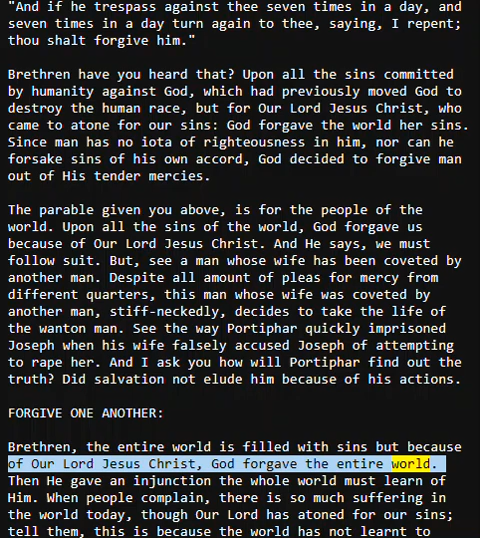 "And if he trespass against thee seven times in a day, and
seven times in a day turn again to thee, saying, I repent;
thou shalt forgive him."
Brethren have you heard that? Upon all the sins committed
by humanity against God, which had previously moved God to
destroy the human race, but for Our Lord Jesus Christ, who
came to atone for our sins: God forgave the world her sins.
Since man has no iota of righteousness in him, nor can he
forsake sins of his own accord, God decided to forgive man
out of His tender mercies.
The parable given you above, is for the people of the
world. Upon all the sins of the world, God forgave us
because of Our Lord Jesus Christ. And He says, we must
follow suit. But, see a man whose wife has been coveted by
another man. Despite all amount of pleas for mercy from
different quarters, this man whose wife was coveted by
another man, stiff-neckedly, decides to take the life of
the wanton man. See the way Portiphar quickly imprisoned
Joseph when his wife falsely accused Joseph of attempting
to rape her. And I ask you how will Portiphar find out the
truth? Did salvation not elude him because of his actions.
FORGIVE ONE ANOTHER:
Brethren, the entire world is filled with sins but because
of Our Lord Jesus Christ, God forgave the entire world.
Then He gave an injunction the whole world must learn of
Him. When people complain, there is so much suffering in
the world today, though Our Lord has atoned for our sins;
tell them, this is because the world has not learnt to